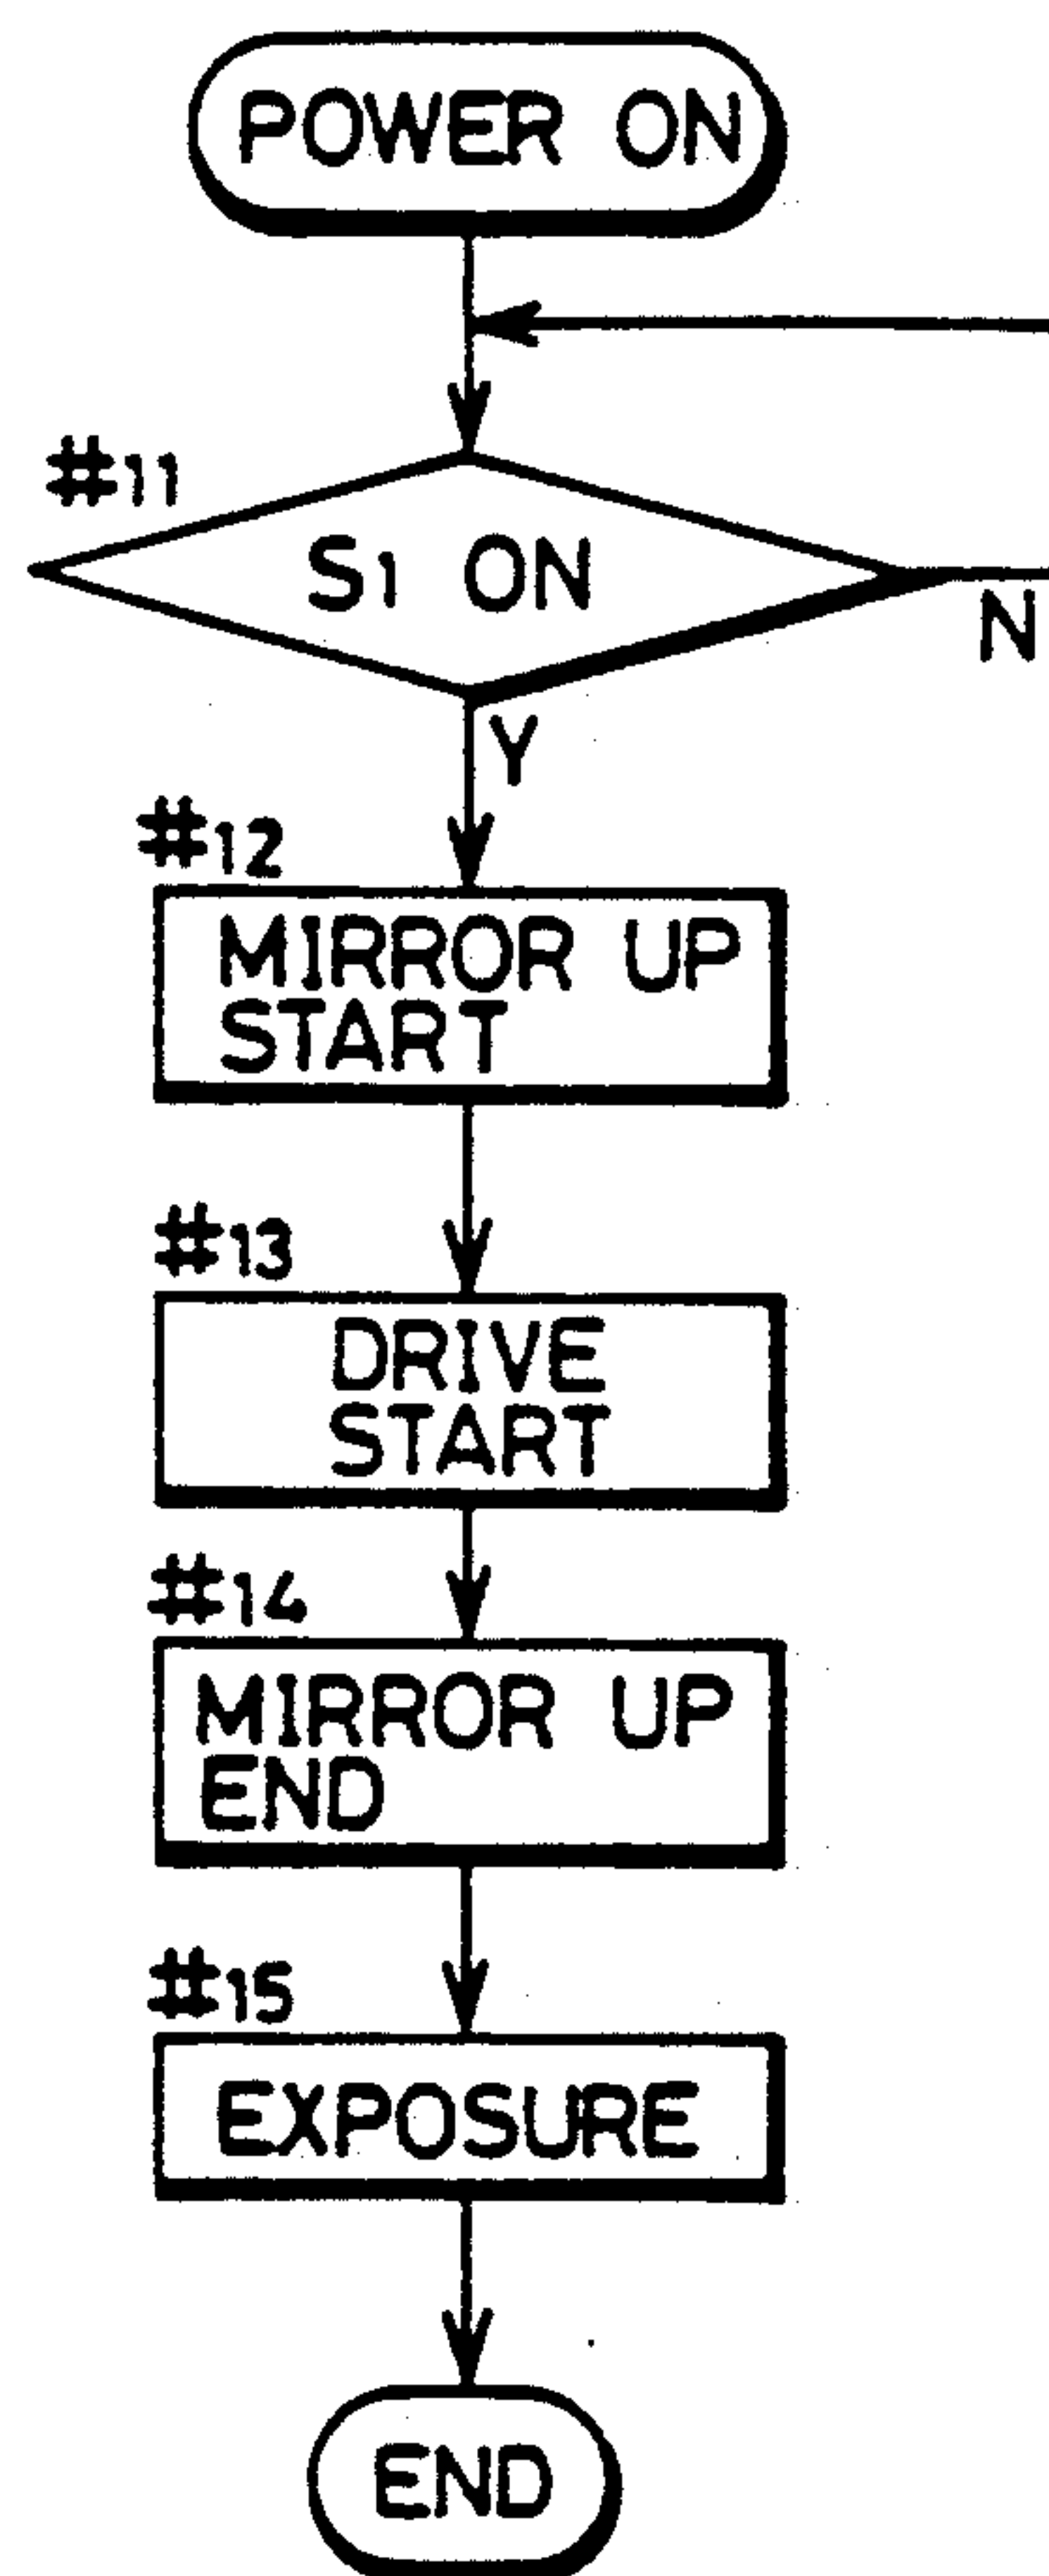 POWER ON
#11
S1 ON
N
Y
#12
MIRROR UP
START
#13
DRIVE
START
#14
MIRROR UP
END
#15
EXPOSURE
END